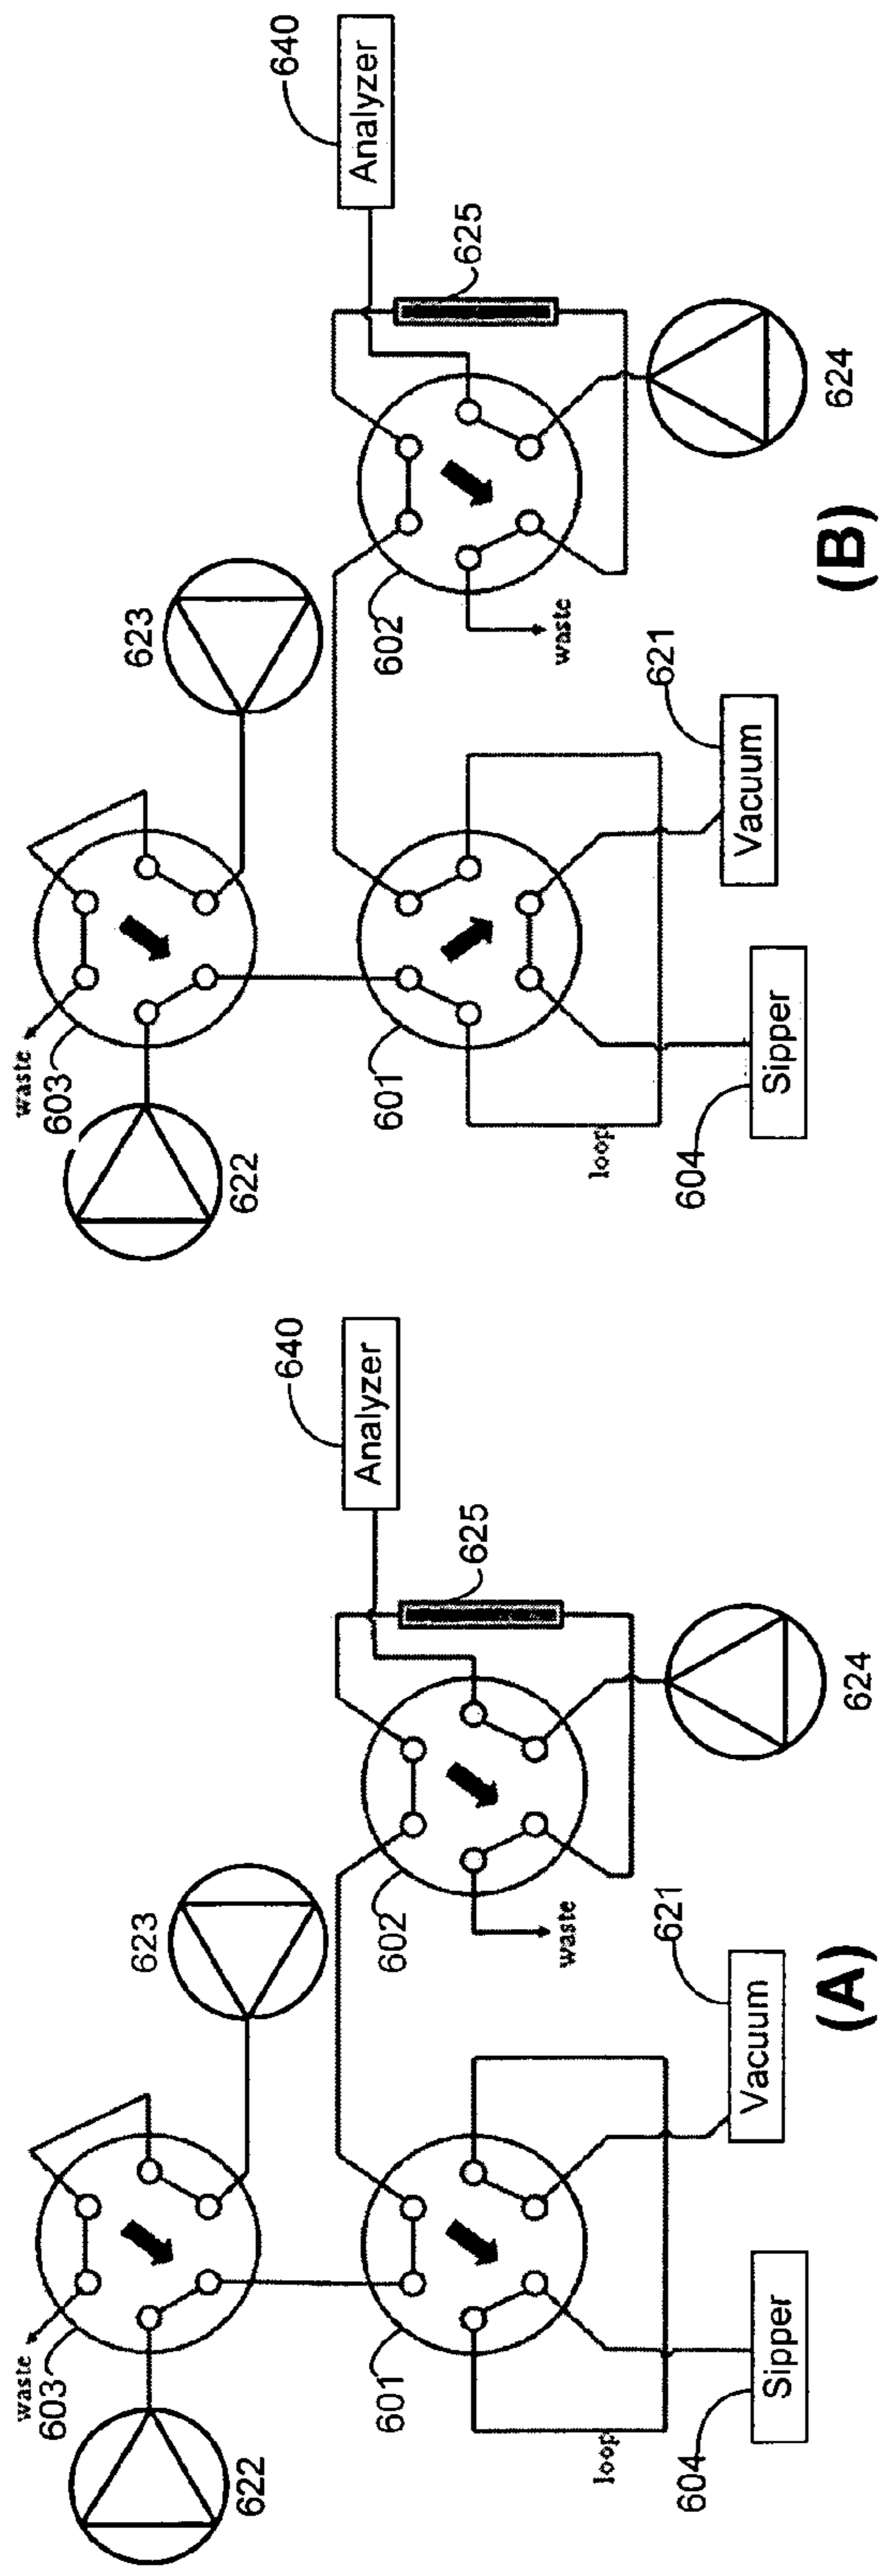 waste
603
622
623
640
Analyzer
601
602
625
loop
waste
604
Sipper
621
Vacuum
624
(A)
waste
603
622
623
640
Analyzer
601
602
625
loop
waste
604
Sipper
621
Vacuum
624
(B)